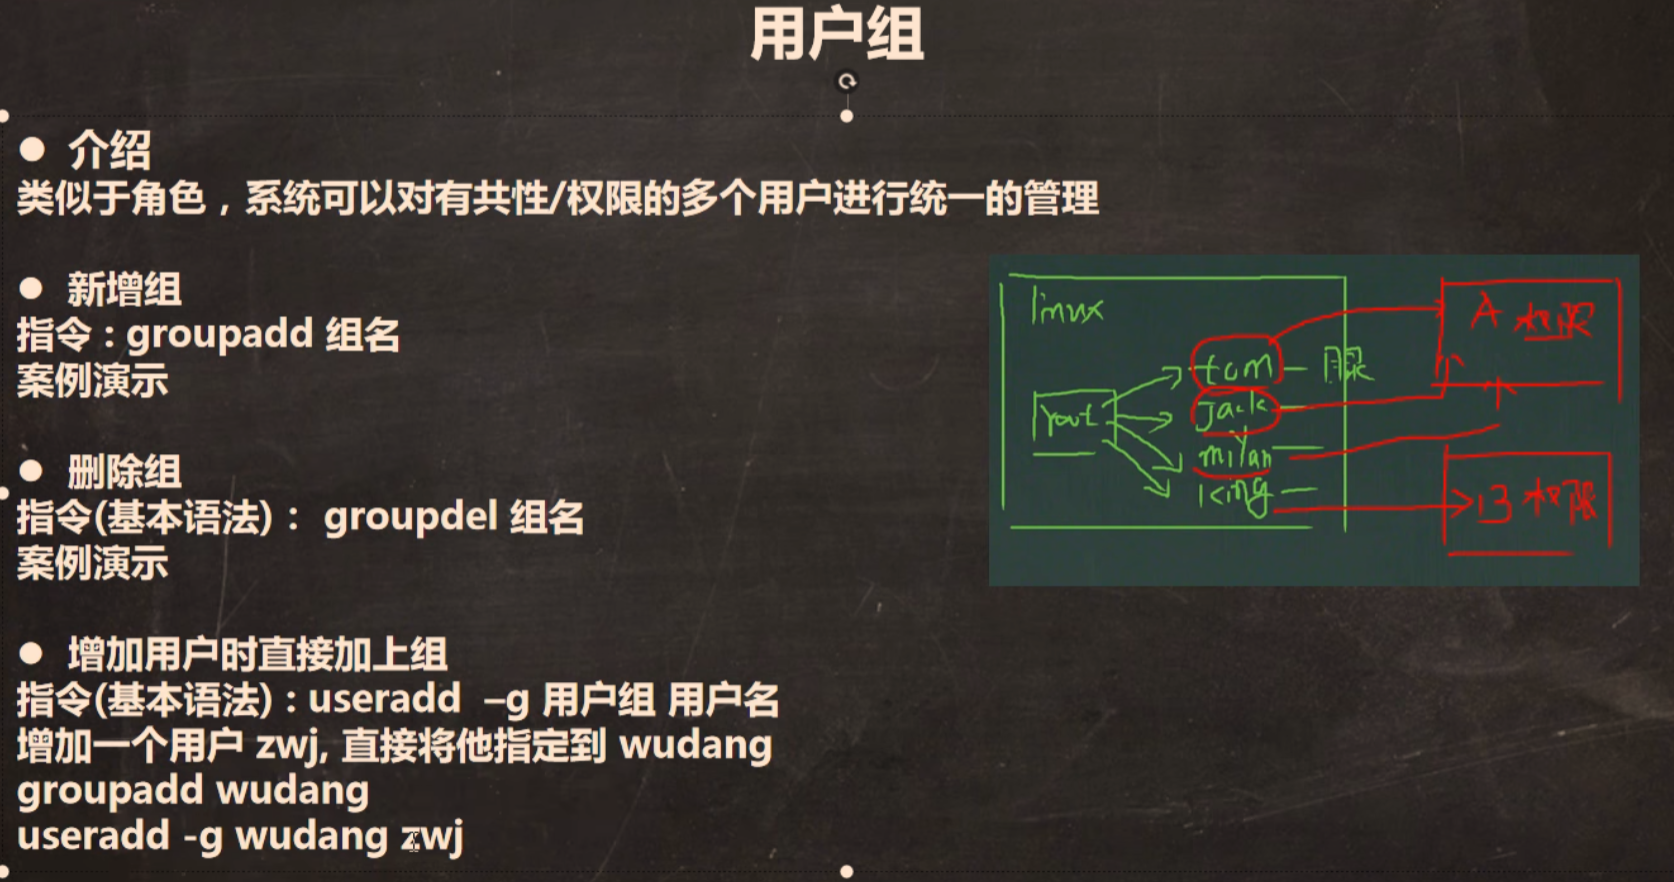 用户组
● 介绍
类似于角色，系统可以对有共性/权限的多个用户进行统一的管理
● 新增组
指令：groupadd 组名
案例演示
● 删除组
指令(基本语法)： groupdel 组名
案例演示
● 增加用户时直接加上组
指令(基本语法)：useradd –g 用户组 用户名
增加一个用户 zwj, 直接将他指定到 wudang
groupadd wudang
useradd -g wudang zwj
linux
tom
Jack
milan
king
A 权限
B 权限